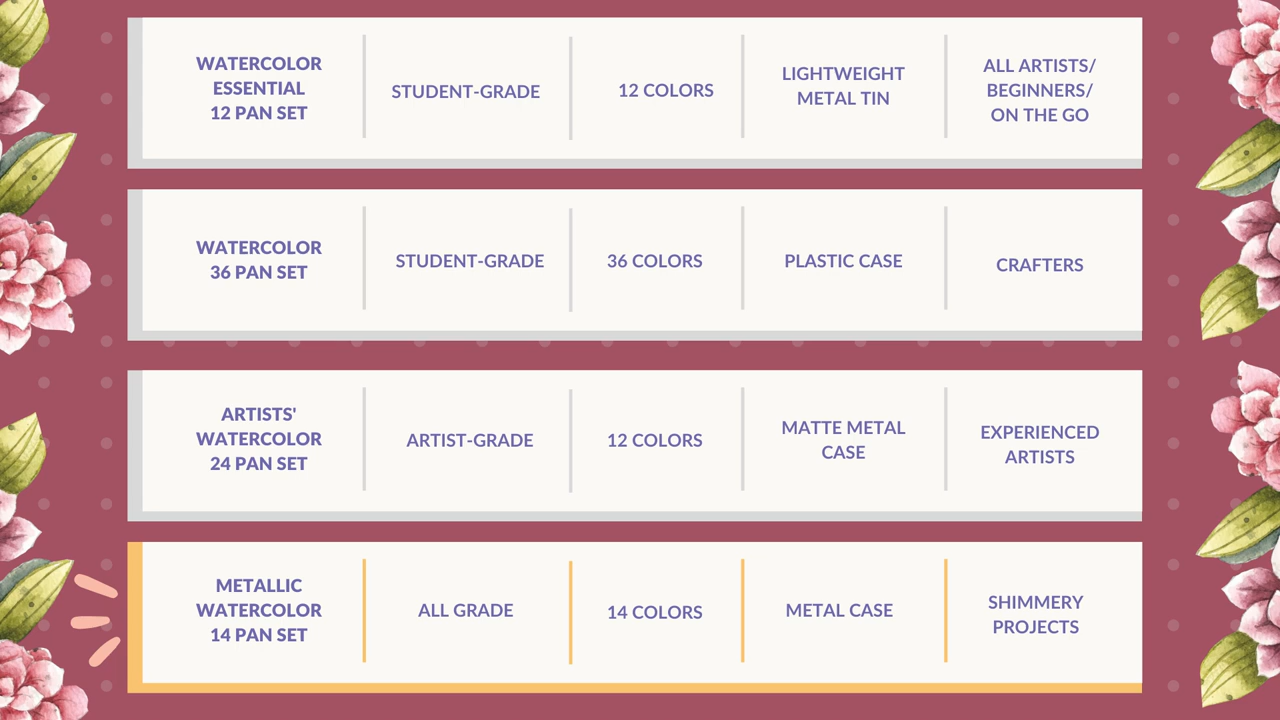 WATERCOLOR
ESSENTIAL
12 PAN SET
STUDENT-GRADE
12 COLORS
LIGHTWEIGHT
METAL TIN
ALL ARTISTS/
BEGINNERS/
ON THE GO
WATERCOLOR
36 PAN SET
STUDENT-GRADE
36 COLORS
PLASTIC CASE
CRAFTERS
ARTISTS'
WATERCOLOR
24 PAN SET
ARTIST-GRADE
12 COLORS
MATTE METAL
CASE
EXPERIENCED
ARTISTS
METALLIC
WATERCOLOR
14 PAN SET
ALL GRADE
14 COLORS
METAL CASE
SHIMMERY
PROJECTS